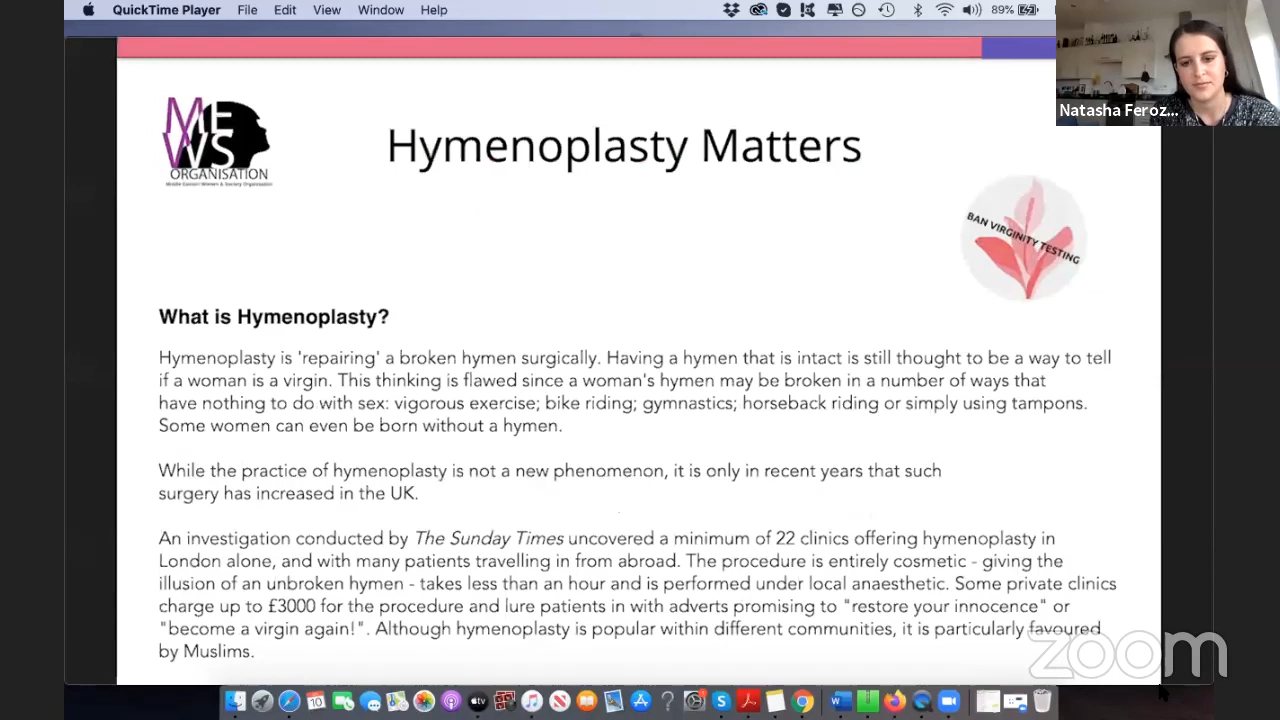 QuickTime Player File Edit View Window Help 89%
Natasha Feroz...
MEWS
ORGANISATION
Middle Eastern Women & Society Organisation
Hymenoplasty Matters
BAN VIRGINITY TESTING
What is Hymenoplasty?
Hymenoplasty is 'repairing' a broken hymen surgically. Having a hymen that is intact is still thought to be a way to tell
if a woman is a virgin. This thinking is flawed since a woman's hymen may be broken in a number of ways that
have nothing to do with sex: vigorous exercise; bike riding; gymnastics; horseback riding or simply using tampons.
Some women can even be born without a hymen.
While the practice of hymenoplasty is not a new phenomenon, it is only in recent years that such
surgery has increased in the UK.
An investigation conducted by The Sunday Times uncovered a minimum of 22 clinics offering hymenoplasty in
London alone, and with many patients travelling in from abroad. The procedure is entirely cosmetic - giving the
illusion of an unbroken hymen - takes less than an hour and is performed under local anaesthetic. Some private clinics
charge up to £3000 for the procedure and lure patients in with adverts promising to "restore your innocence" or
"become a virgin again!". Although hymenoplasty is popular within different communities, it is particularly favoured
by Muslims.
zoom